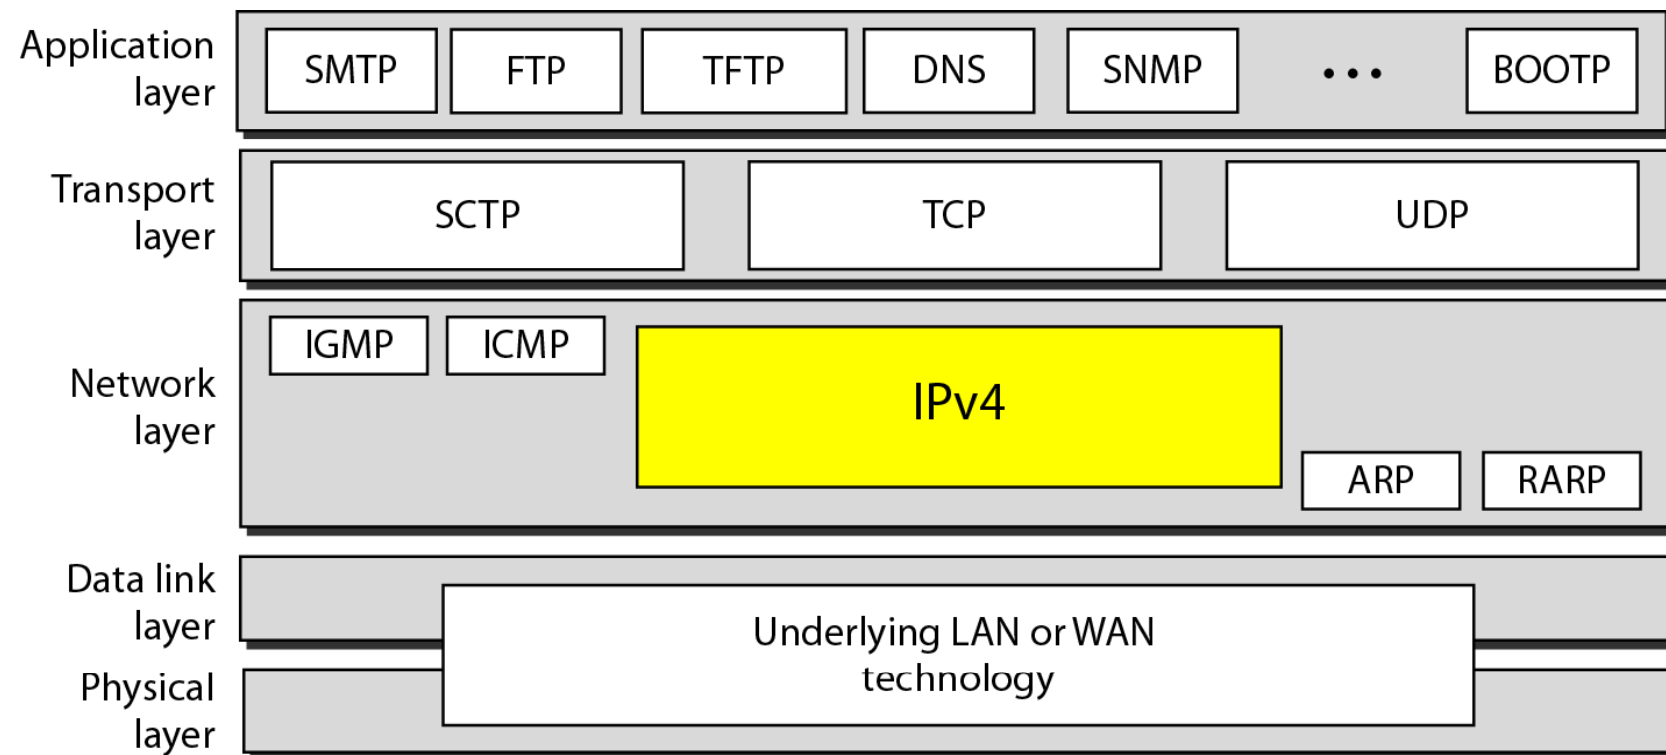 Application
layer
SMTP
FTP
TFTP
DNS
SNMP
...
BOOTP
Transport
layer
SCTP
TCP
UDP
Network
layer
IGMP
ICMP
IPv4
ARP
RARP
Data link
layer
Underlying LAN or WAN
technology
Physical
layer